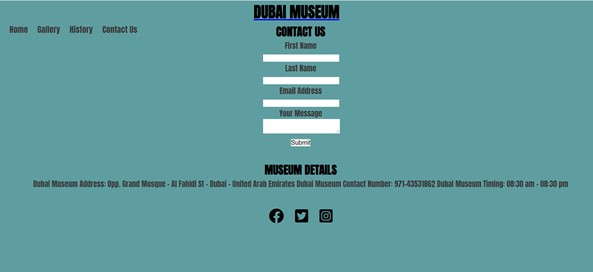 DUBAI MUSEUM
Home Gallery History Contact Us
CONTACT US
First Name
Last Name
Email Address
Your Message
Submit
MUSEUM DETAILS
Dubai Museum Address: Opp. Grand Mosque - Al Fahidi St - Dubai - United Arab Emirates Dubai Museum Contact Number: 971-43531862 Dubai Museum Timing: 08:30 am - 08:30 pm